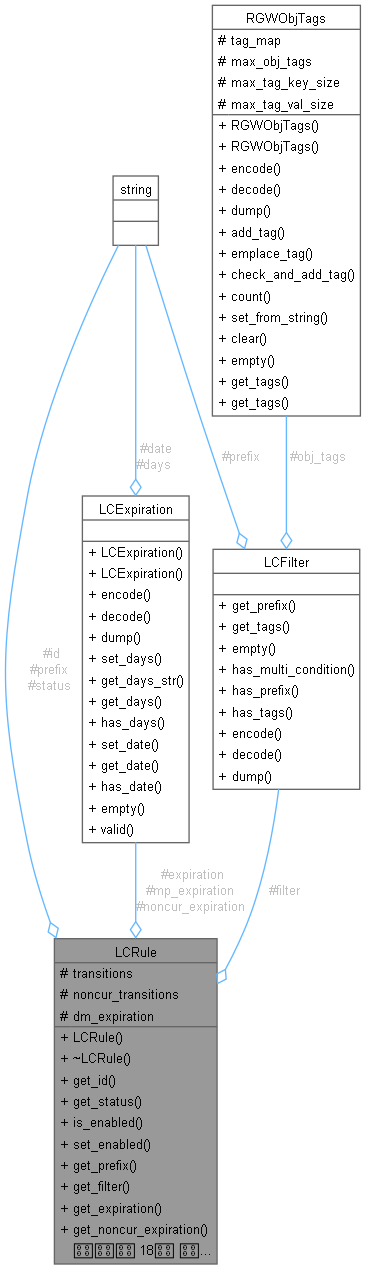 RGWObjTags
# tag_map
# max_obj_tags
# max_tag_key_size
# max_tag_val_size
+ RGWObjTags()
+ RGWObjTags()
+ encode()
+ decode()
+ dump()
+ add_tag()
+ emplace_tag()
+ check_and_add_tag()
+ count()
+ set_from_string()
+ clear()
+ empty()
+ get_tags()
+ get_tags()
string
#date
#days
#prefix
#obj_tags
LCExpiration
+ LCExpiration()
+ LCExpiration()
+ encode()
+ decode()
+ dump()
+ set_days()
+ get_days_str()
+ get_days()
+ has_days()
+ set_date()
+ get_date()
+ has_date()
+ empty()
+ valid()
LCFilter
+ get_prefix()
+ get_tags()
+ empty()
+ has_multi_condition()
+ has_prefix()
+ has_tags()
+ encode()
+ decode()
+ dump()
#id
#prefix
#status
#expiration
#mp_expiration
#noncur_expiration
#filter
LCRule
# transitions
# noncur_transitions
# dm_expiration
+ LCRule()
+ ~LCRule()
+ get_id()
+ get_status()
+ is_enabled()
+ set_enabled()
+ get_prefix()
+ get_filter()
+ get_expiration()
+ get_noncur_expiration()
18 ...